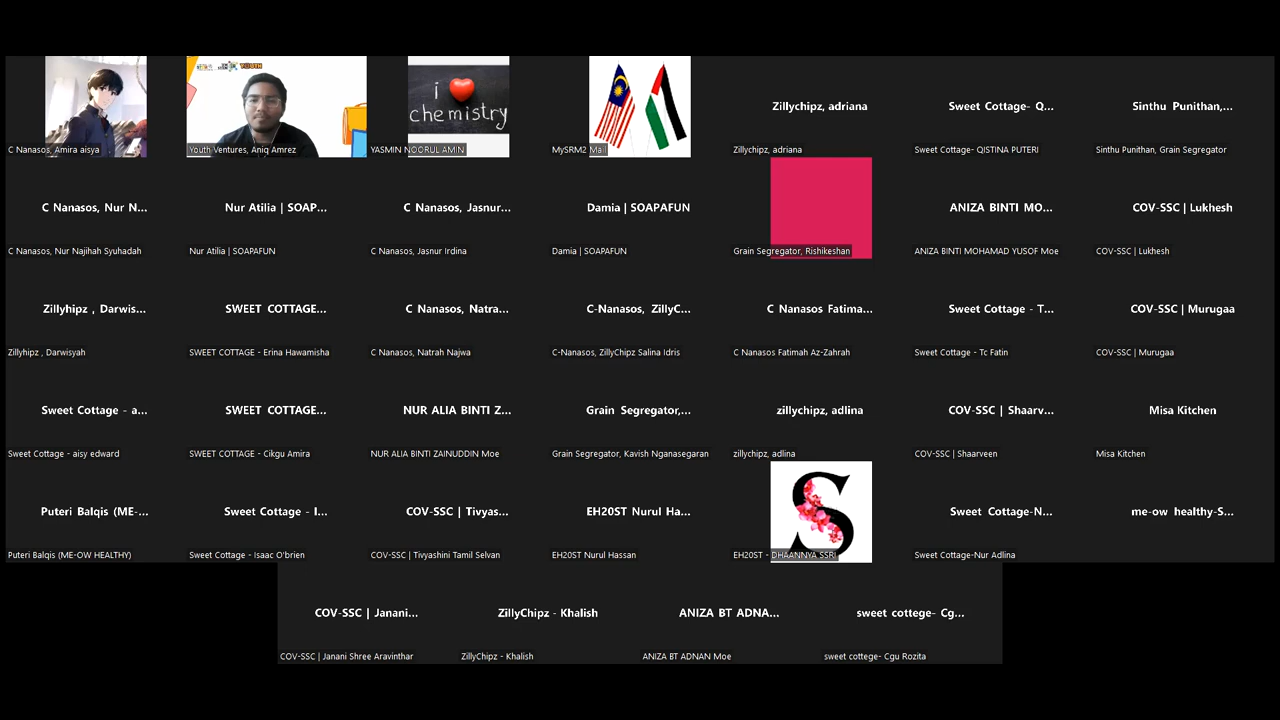 YOUTH
i
chemistry
Zillychipz, adriana
Sweet Cottage- Q...
Sinthu Punithan,...
C Nanasos, Amira aisya
Youth Ventures, Aniq Amrez
YASMIN NOORUL AMIN
MySRM2 Mail
Zillychipz, adriana
Sweet Cottage- QISTINA PUTERI
Sinthu Punithan, Grain Segregator
C Nanasos, Nur N...
Nur Atilia | SOAP...
C Nanasos, Jasnur...
Damia | SOAPAFUN
ANIZA BINTI MO...
COV-SSC | Lukhesh
C Nanasos, Nur Najihah Syuhadah
Nur Atilia | SOAPAFUN
C Nanasos, Jasnur Irdina
Damia | SOAPAFUN
Grain Segregator, Rishikeshan
ANIZA BINTI MOHAMAD YUSOF Moe
COV-SSC | Lukhesh
Zillyhipz , Darwis...
SWEET COTTAGE...
C Nanasos, Natra...
C-Nanasos, ZillyC...
C Nanasos Fatima...
Sweet Cottage - T...
COV-SSC | Murugaa
Zillyhipz , Darwisyah
SWEET COTTAGE - Erina Hawamisha
C Nanasos, Natrah Najwa
C-Nanasos, ZillyChipz Salina Idris
C Nanasos Fatimah Az-Zahrah
Sweet Cottage - Tc Fatin
COV-SSC | Murugaa
Sweet Cottage - a...
SWEET COTTAGE...
NUR ALIA BINTI Z...
Grain Segregator,...
zillychipz, adlina
COV-SSC | Shaarv...
Misa Kitchen
Sweet Cottage - aisy edward
SWEET COTTAGE - Cikgu Amira
NUR ALIA BINTI ZAINUDDIN Moe
Grain Segregator, Kavish Nganasegaran
zillychipz, adlina
COV-SSC | Shaarveen
Misa Kitchen
Puteri Balqis (ME-...
Sweet Cottage - I...
COV-SSC | Tivyas...
EH20ST Nurul Ha...
S
Sweet Cottage-N...
me-ow healthy-S...
Puteri Balqis (ME-OW HEALTHY)
Sweet Cottage - Isaac O'brien
COV-SSC | Tivyashini Tamil Selvan
EH20ST Nurul Hassan
EH20ST - DHAANNYA SSRI
Sweet Cottage-Nur Adlina
COV-SSC | Janani...
ZillyChipz - Khalish
ANIZA BT ADNA...
sweet cottege- Cg...
COV-SSC | Janani Shree Aravinthar
ZillyChipz - Khalish
ANIZA BT ADNAN Moe
sweet cottege- Cgu Rozita